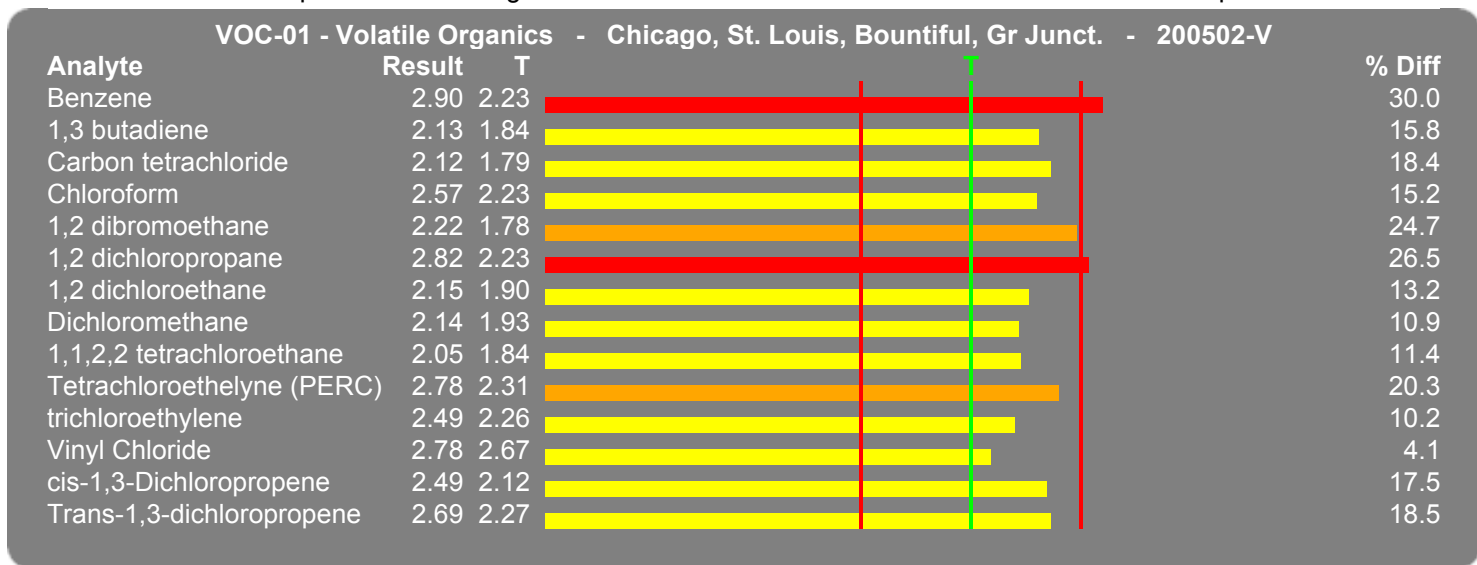 VOC-01 - Volatile Organics - Chicago, St. Louis, Bountiful, Gr Junct. - 200502-V
Analyte Result T T % Diff
Benzene 2.90 2.23 30.0
1,3 butadiene 2.13 1.84 15.8
Carbon tetrachloride 2.12 1.79 18.4
Chloroform 2.57 2.23 15.2
1,2 dibromoethane 2.22 1.78 24.7
1,2 dichloropropane 2.82 2.23 26.5
1,2 dichloroethane 2.15 1.90 13.2
Dichloromethane 2.14 1.93 10.9
1,1,2,2 tetrachloroethane 2.05 1.84 11.4
Tetrachloroethelyne (PERC) 2.78 2.31 20.3
trichloroethylene 2.49 2.26 10.2
Vinyl Chloride 2.78 2.67 4.1
cis-1,3-Dichloropropene 2.49 2.12 17.5
Trans-1,3-dichloropropene 2.69 2.27 18.5